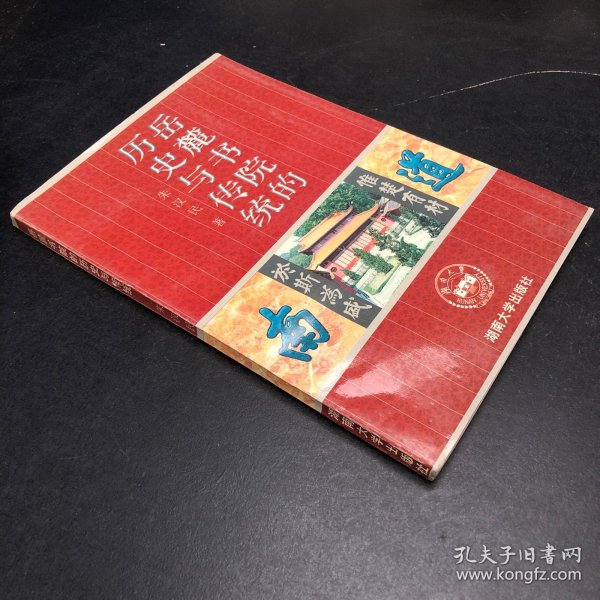 岳麓书院的
历史与传统
朱汉民 著
道
惟楚有材
於斯为盛
南
湖南大学出版社
湖南大学出版社
孔夫子旧书网
www.kongfz.com